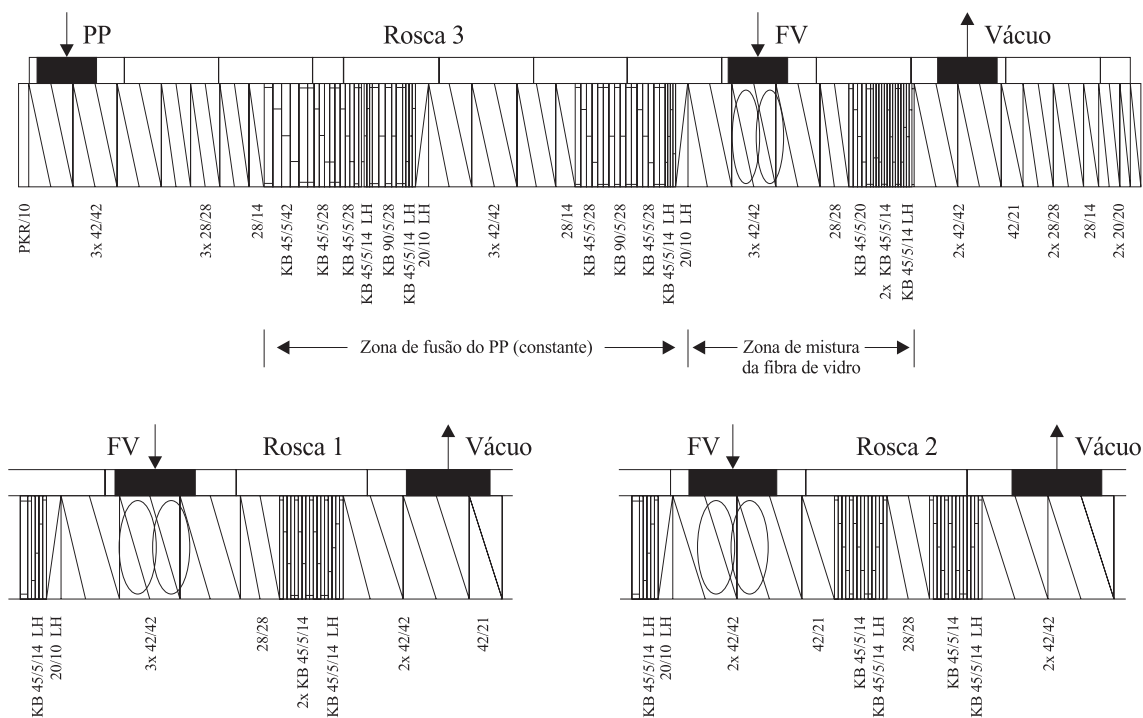 PP
Rosca 3
FV
Vácuo
PKR/10
3x 42/42
3x 28/28
28/14
KB 45/5/42
KB 45/5/28
KB 45/5/28
KB 45/5/14 LH
KB 90/5/28
KB 45/5/14 LH
20/10 LH
3x 42/42
28/14
KB 45/5/28
KB 90/5/28
KB 45/5/28
KB 45/5/14 LH
20/10 LH
3x 42/42
28/28
KB 45/5/20
2x KB 45/5/14
KB 45/5/14 LH
2x 42/42
42/21
2x 28/28
28/14
2x 20/20
Zona de fusão do PP (constante)
Zona de mistura
da fibra de vidro
FV
Rosca 1
Vácuo
KB 45/5/14 LH
20/10 LH
3x 42/42
28/28
2x KB 45/5/14
KB 45/5/14 LH
2x 42/42
42/21
FV
Rosca 2
Vácuo
KB 45/5/14 LH
20/10 LH
2x 42/42
42/21
KB 45/5/14
KB 45/5/14 LH
28/28
KB 45/5/14
KB 45/5/14 LH
2x 42/42